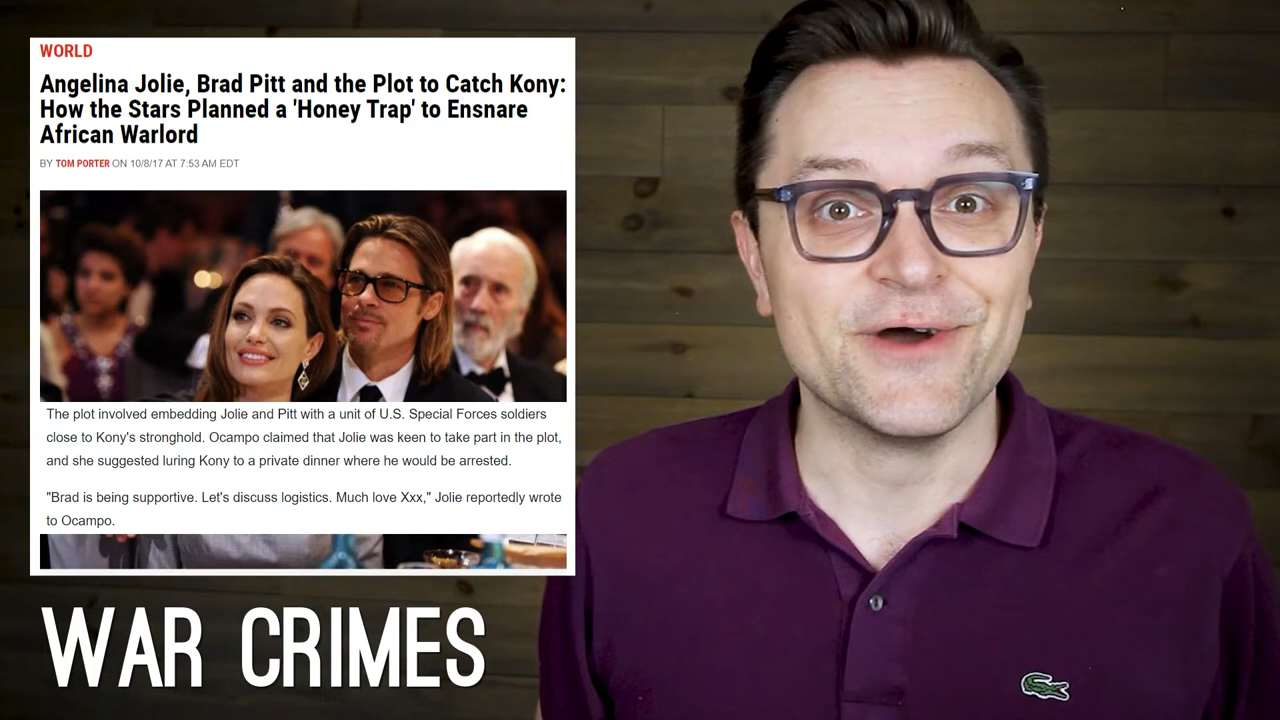 WORLD
Angelina Jolie, Brad Pitt and the Plot to Catch Kony:
How the Stars Planned a 'Honey Trap' to Ensnare
African Warlord
BY TOM PORTER ON 10/8/17 AT 7:53 AM EDT
The plot involved embedding Jolie and Pitt with a unit of U.S. Special Forces soldiers
close to Kony's stronghold. Ocampo claimed that Jolie was keen to take part in the plot,
and she suggested luring Kony to a private dinner where he would be arrested.
"Brad is being supportive. Let's discuss logistics. Much love Xxx," Jolie reportedly wrote
to Ocampo.
WAR CRIMES